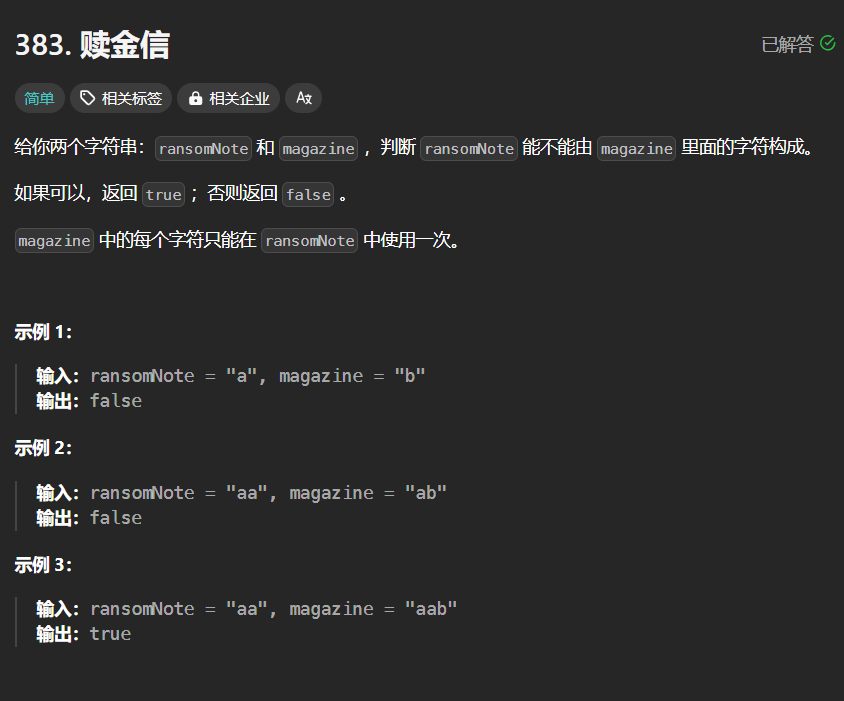 383. 赎金信
已解答
简单 相关标签 相关企业 Ax
给你两个字符串：ransomNote 和 magazine ，判断 ransomNote 能不能由 magazine 里面的字符构成。
如果可以，返回 true ；否则返回 false 。
magazine 中的每个字符只能在 ransomNote 中使用一次。
示例 1：
输入：ransomNote = "a", magazine = "b"
输出：false
示例 2：
输入：ransomNote = "aa", magazine = "ab"
输出：false
示例 3：
输入：ransomNote = "aa", magazine = "aab"
输出：true